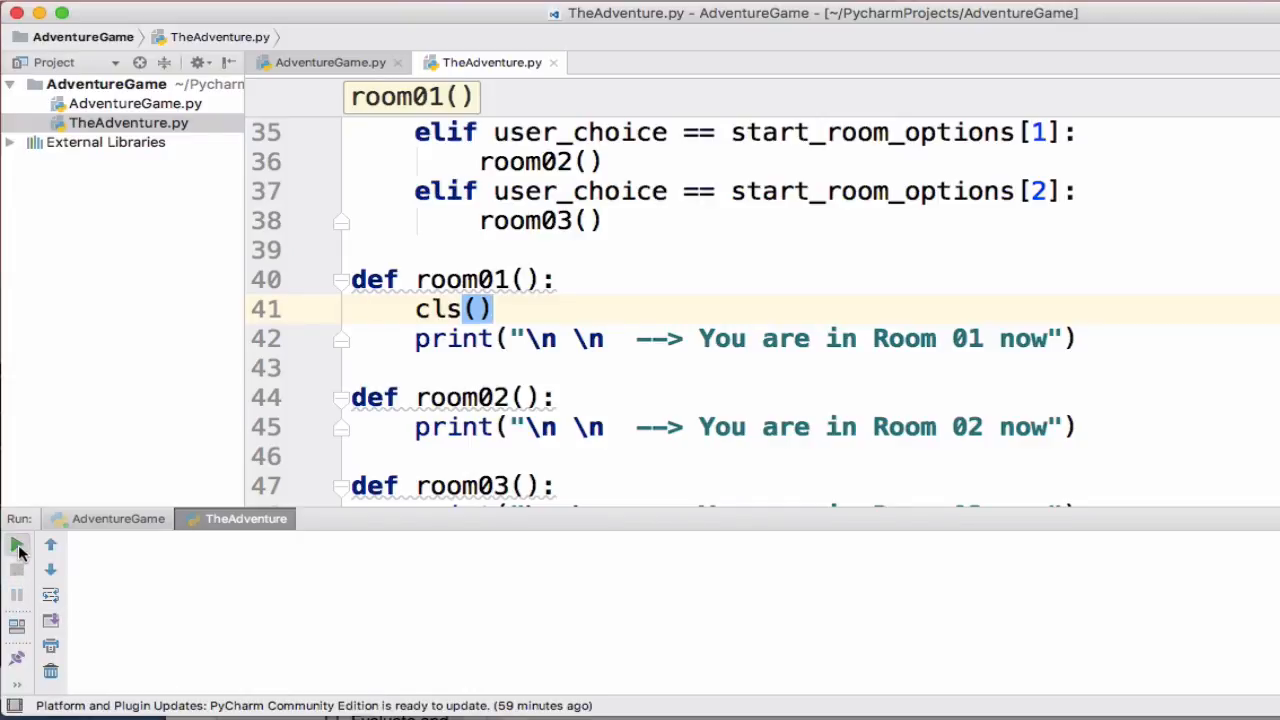 TheAdventure.py - AdventureGame - [~/PycharmProjects/AdventureGame]
AdventureGame TheAdventure.py
Project AdventureGame.py TheAdventure.py
AdventureGame ~/Pycharm
AdventureGame.py
TheAdventure.py
External Libraries
room01()
35 elif user_choice == start_room_options[1]:
36 room02()
37 elif user_choice == start_room_options[2]:
38 room03()
39
40 def room01():
41 cls()
42 print("\n \n --> You are in Room 01 now")
43
44 def room02():
45 print("\n \n --> You are in Room 02 now")
46
47 def room03():
Run: AdventureGame TheAdventure
Platform and Plugin Updates: PyCharm Community Edition is ready to update. (59 minutes ago)